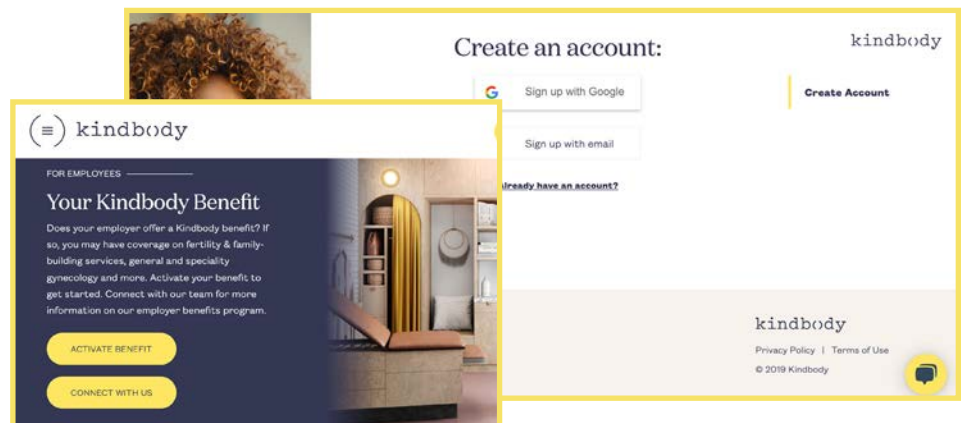 Create an account:
kindbody
Sign up with Google
Create Account
Sign up with email
already have an account?
kindbody
FOR EMPLOYEES
Your Kindbody Benefit
Does your employer offer a Kindbody benefit? If
so, you may have coverage on fertility & family-
building services, general and speciality
gynecology and more. Activate your benefit to
get started. Connect with our team for more
information on our employer benefits program.
ACTIVATE BENEFIT
CONNECT WITH US
kindbody
Privacy Policy | Terms of Use
© 2019 Kindbody